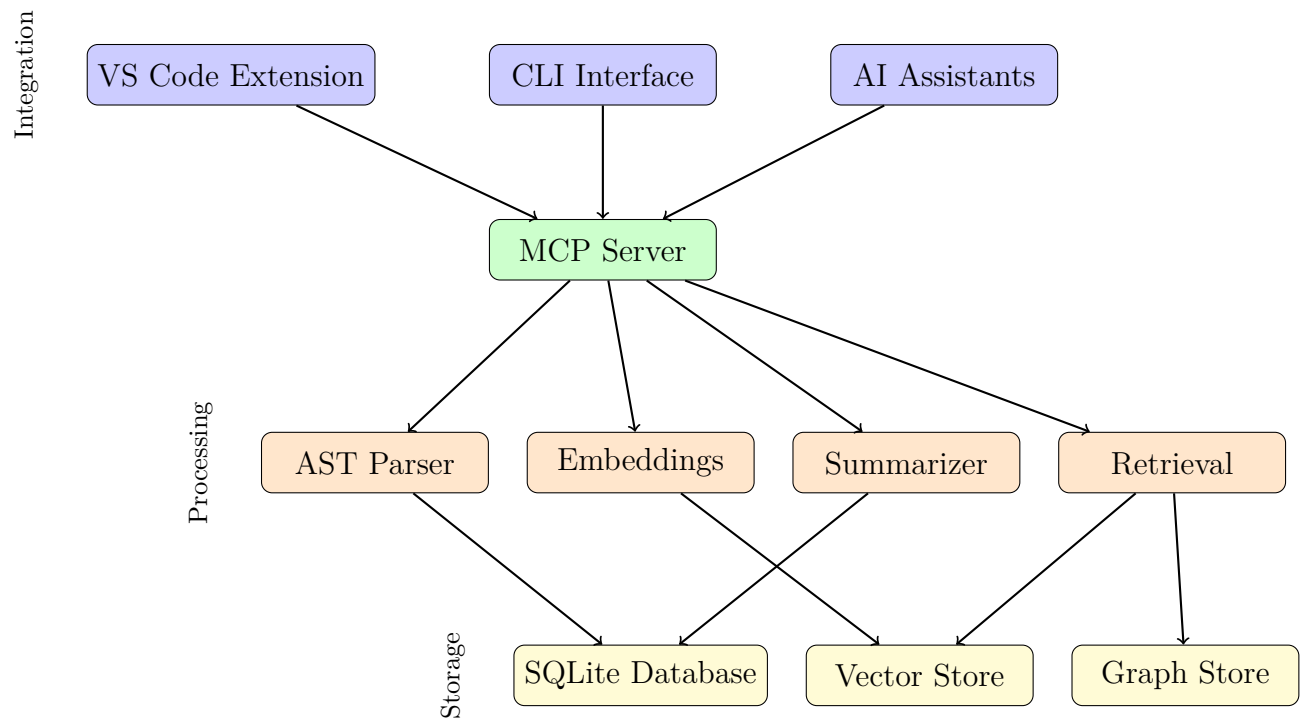 Integration
VS Code Extension
CLI Interface
AI Assistants
MCP Server
Processing
AST Parser
Embeddings
Summarizer
Retrieval
Storage
SQLite Database
Vector Store
Graph Store